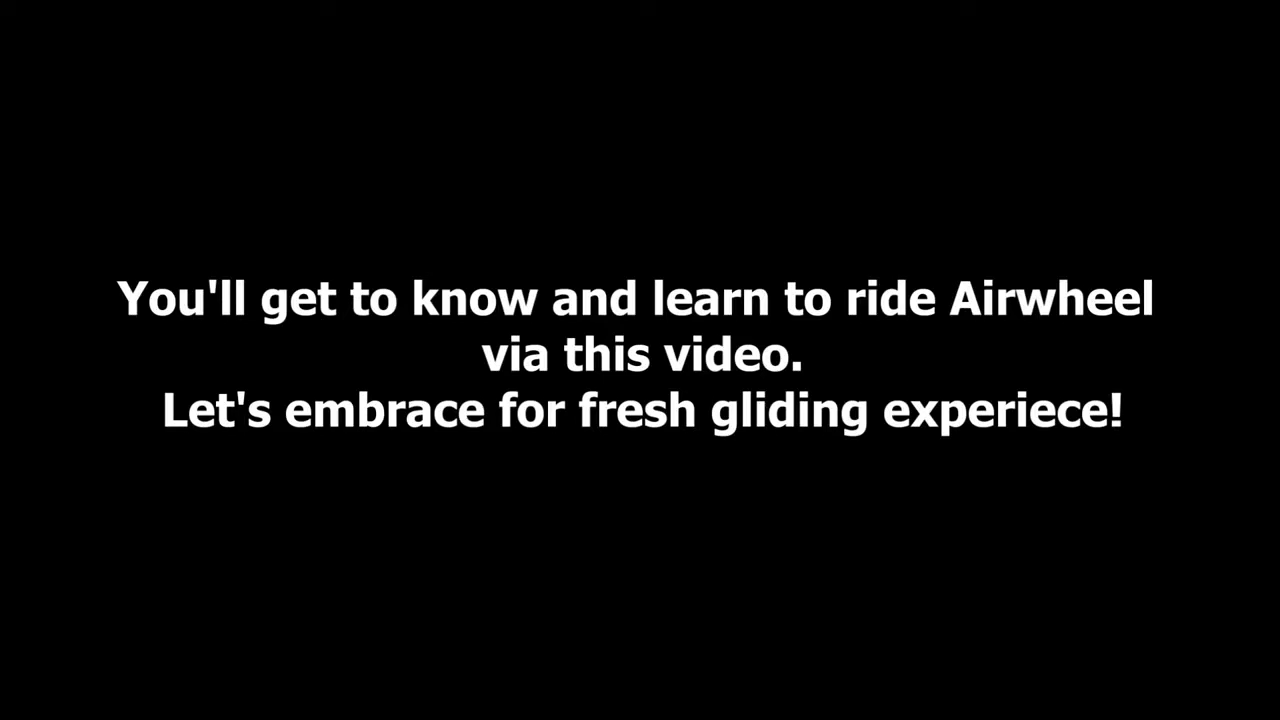 You'll get to know and learn to ride Airwheel
via this video.
Let's embrace for fresh gliding experiece!